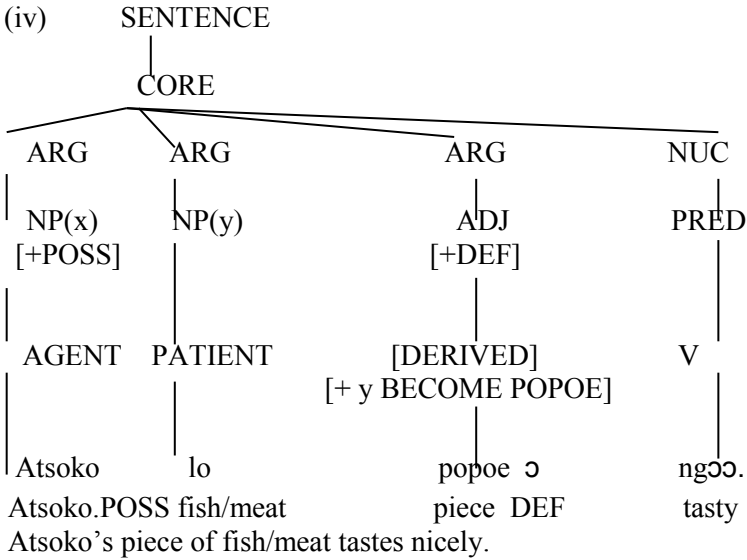 (iv) SENTENCE
CORE
ARG ARG ARG NUC
NP(x) NP(y) ADJ PRED
[+POSS] [+DEF]
AGENT PATIENT [DERIVED] V
[+ y BECOME POPOE]
Atsoko lo popoe ɔ ngɔɔ.
Atsoko.POSS fish/meat piece DEF tasty
Atsoko’s piece of fish/meat tastes nicely.